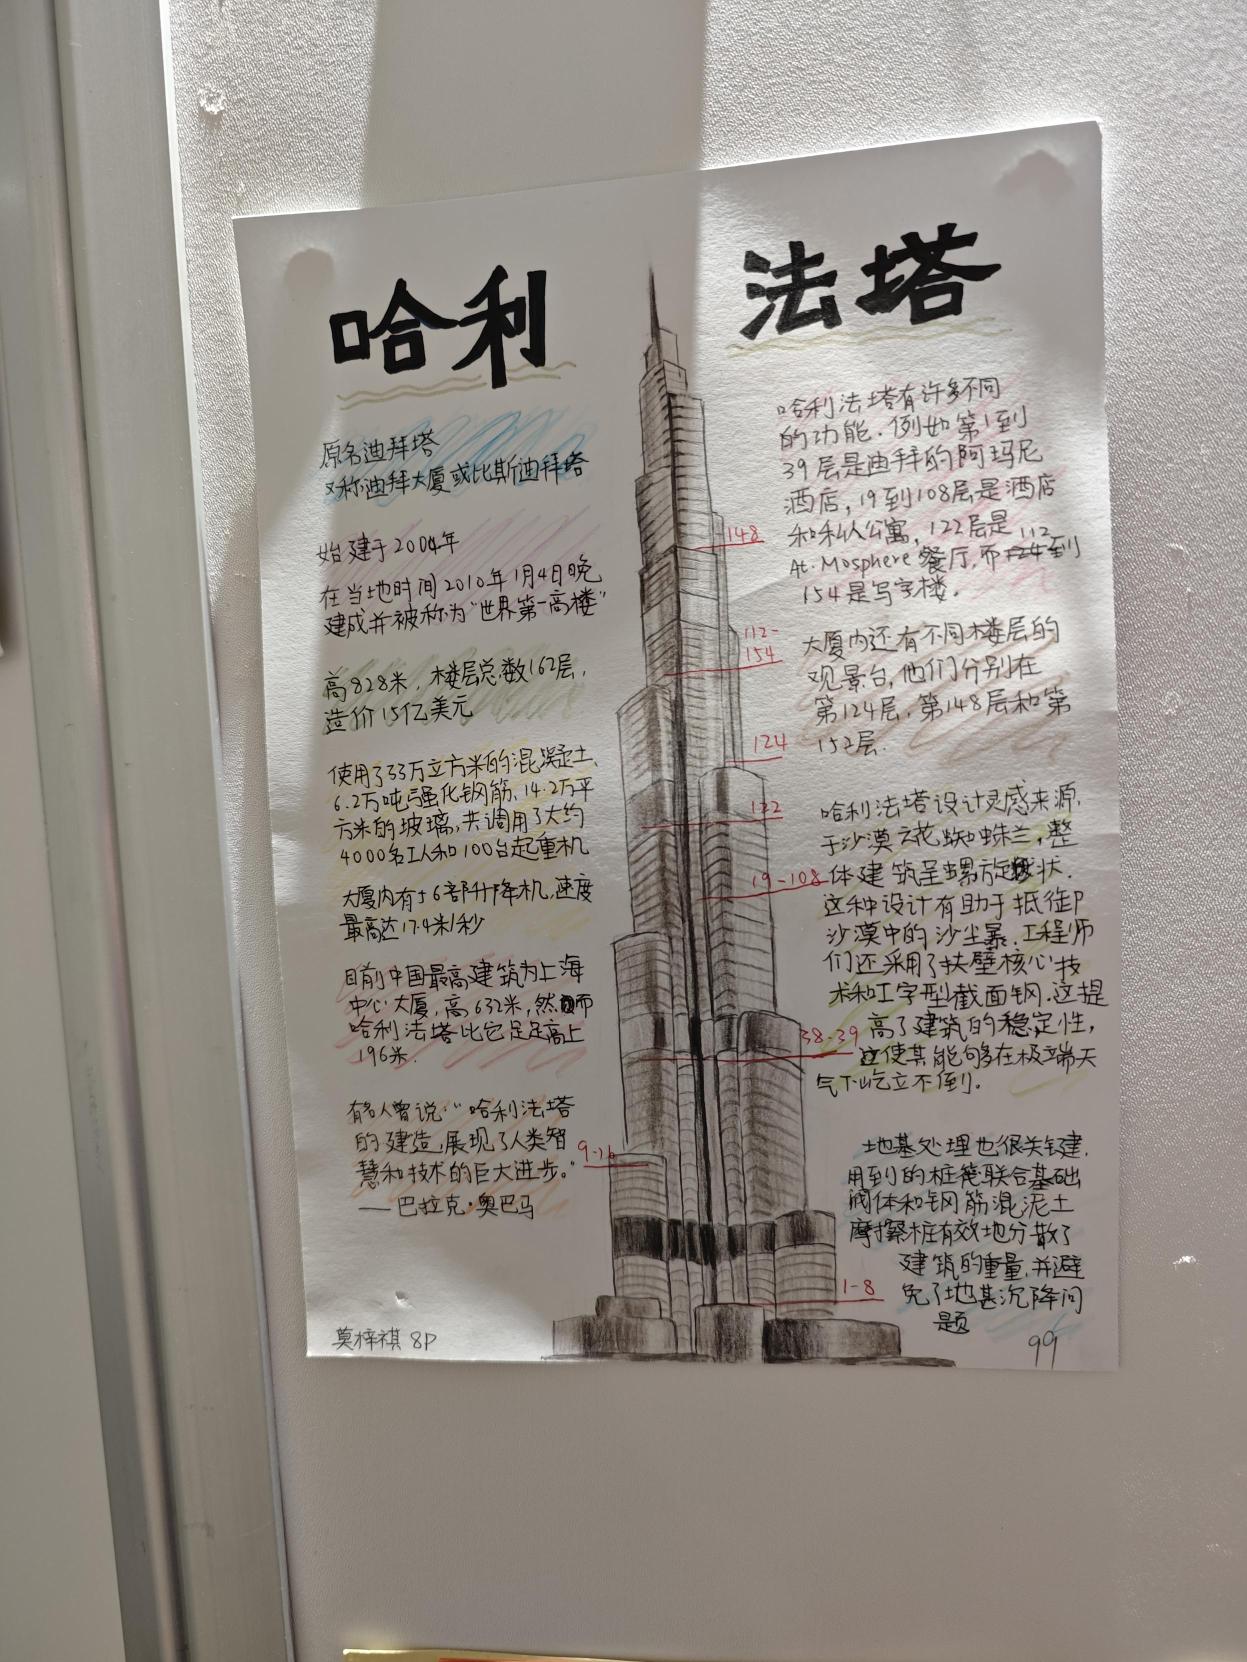 哈利法塔
原名迪拜塔
又称迪拜大厦或比斯迪拜塔
始建于2004年
在当地时间2010年1月4日晚
建成并被称为"世界第一高楼"
高828米，楼层总数162层，
造价15亿美元
使用了33万立方米的混凝土、
6.2万吨强化钢筋、14.2万平
方米的玻璃，共调用了大约
4000名工人和100台起重机
大厦内有56部升降机，速度
最高达17.4米/秒
目前中国最高建筑为上海
中心大厦，高632米，然而
哈利法塔比它足足高上
196米.
有名人曾说："哈利法塔
的建造，展现了人类智
慧和技术的巨大进步。"
——巴拉克·奥巴马
莫梓祺 8P
148
112-
154
124
122
19-108
38-39
9-16
1-8
哈利法塔有许多不同
的功能．例如第1到
39层是迪拜的阿玛尼
酒店，19到108层是酒店
和私人公寓，122层是
At.Mosphere餐厅，而112到
154是写字楼。
大厦内还有不同楼层的
观景台，他们分别在
第124层，第148层和第
152层．
哈利法塔设计灵感来源
于沙漠之花蜘蛛兰，整
体建筑呈螺旋状．
这种设计有助于抵御
沙漠中的沙尘暴．工程师
们还采用了扶壁核心技
术和工字型截面钢．这提
高了建筑的稳定性，
这使其能够在极端天
气下屹立不倒．
地基处理也很关键，
用到的桩筏联合基础
阀体和钢筋混泥土
摩擦桩有效地分散了
建筑的重量，并避
免了地基沉降问
题
99